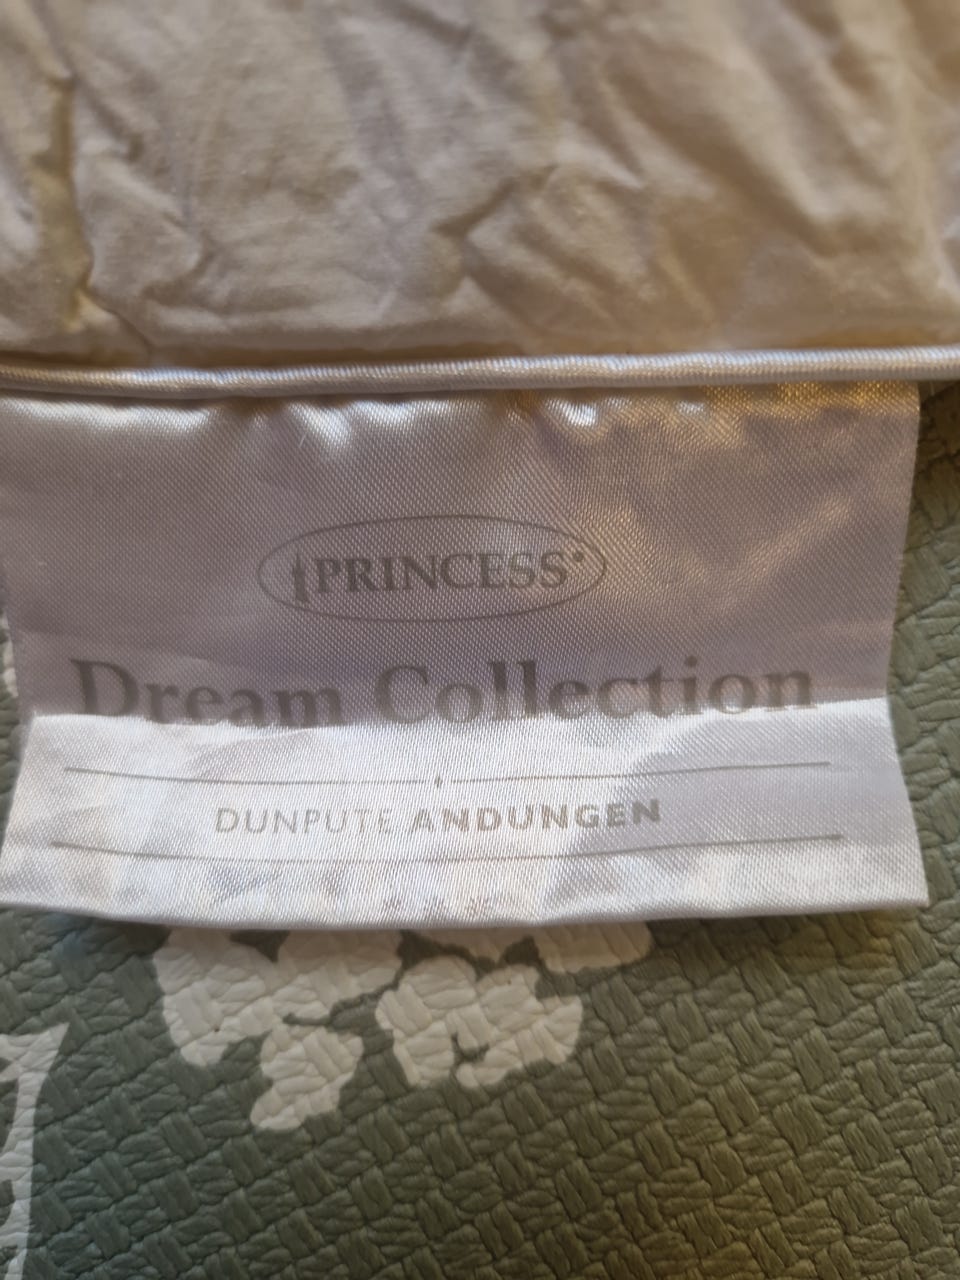 PRINCESS
Dream Collection
DUNPUTE ANDUNGEN